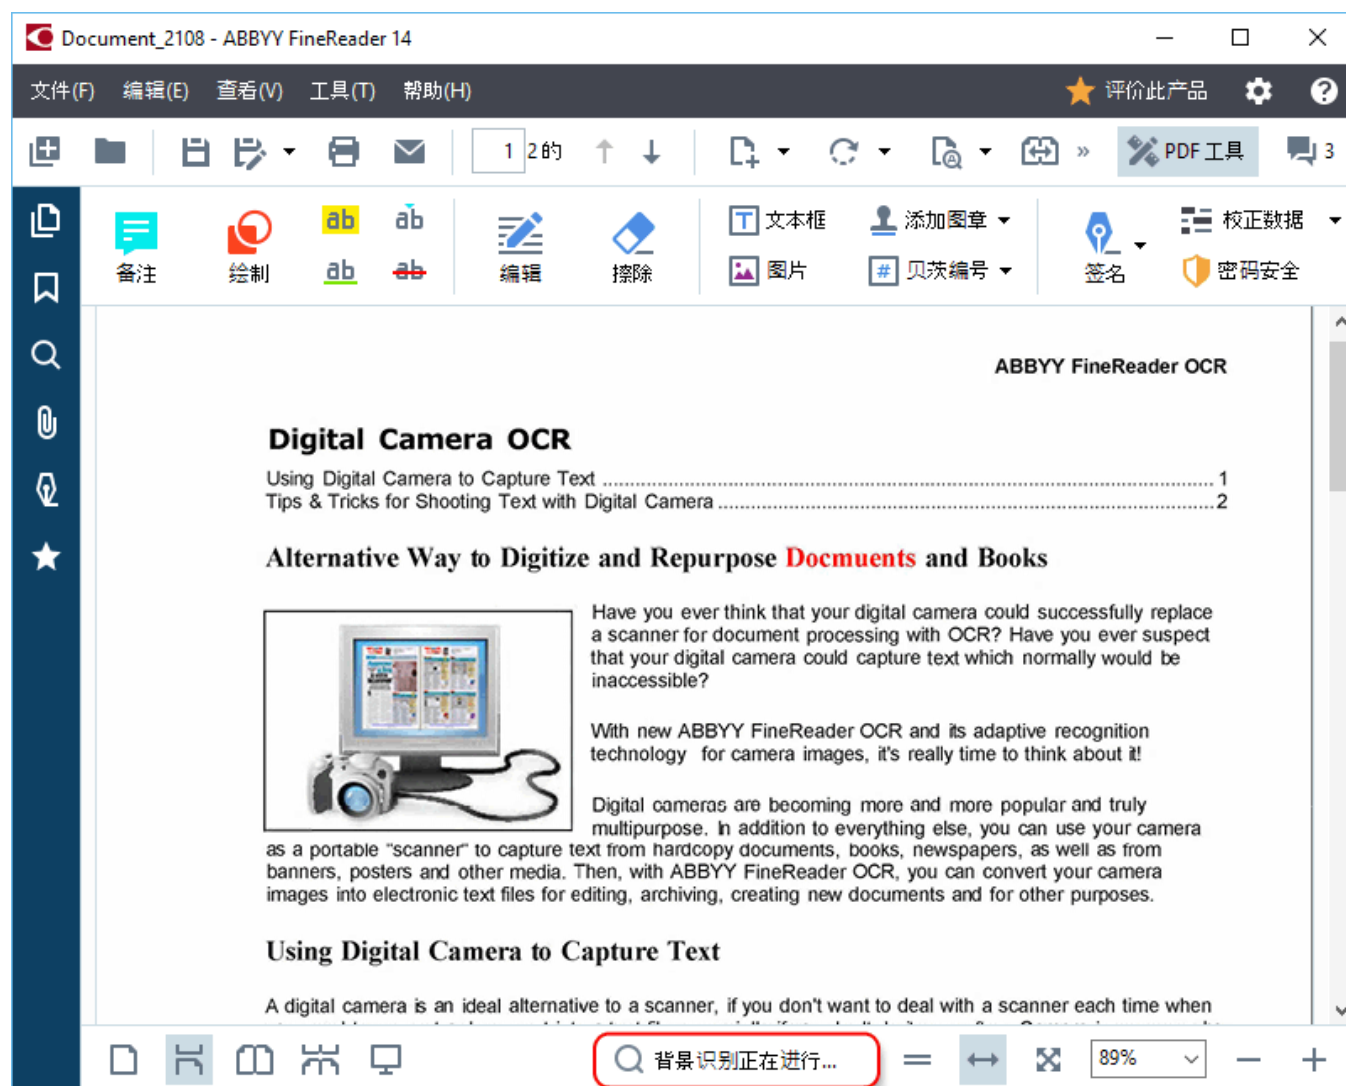 Document_2108 - ABBYY FineReader 14
文件(F) 编辑(E) 查看(V) 工具(T) 帮助(H) 评价此产品
1 2的 PDF 工具 3
备注 绘制 ab ab ab ab 编辑 擦除 文本框 图片 添加图章 贝茨编号 签名 校正数据 密码安全
ABBYY FineReader OCR
Digital Camera OCR
Using Digital Camera to Capture Text ........ 1
Tips & Tricks for Shooting Text with Digital Camera ........ 2
Alternative Way to Digitize and Repurpose Docmuents and Books
Have you ever think that your digital camera could successfully replace
a scanner for document processing with OCR? Have you ever suspect
that your digital camera could capture text which normally would be
inaccessible?
With new ABBYY FineReader OCR and its adaptive recognition
technology for camera images, it's really time to think about it!
Digital cameras are becoming more and more popular and truly
multipurpose. In addition to everything else, you can use your camera
as a portable "scanner" to capture text from hardcopy documents, books, newspapers, as well as from
banners, posters and other media. Then, with ABBYY FineReader OCR, you can convert your camera
images into electronic text files for editing, archiving, creating new documents and for other purposes.
Using Digital Camera to Capture Text
A digital camera is an ideal alternative to a scanner, if you don't want to deal with a scanner each time when
背景识别正在进行... 89%